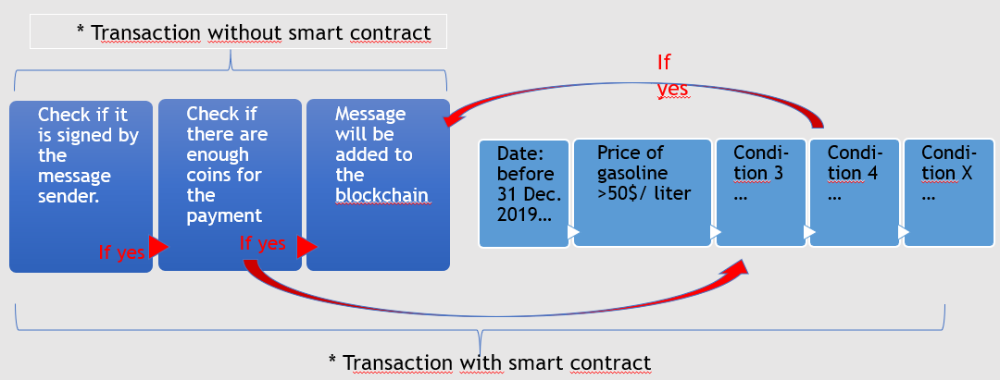 * Transaction without smart contract
If
yes
Check if it
is signed by
the
message
sender.
If yes
Check if
there are
enough
coins for
the
payment
If yes
Message
will be
added to
the
blockchain
Date:
before
31 Dec.
2019...
Price of
gasoline
>50$/ liter
Condi-
tion 3
...
Condi-
tion 4
...
Condi-
tion X
...
* Transaction with smart contract